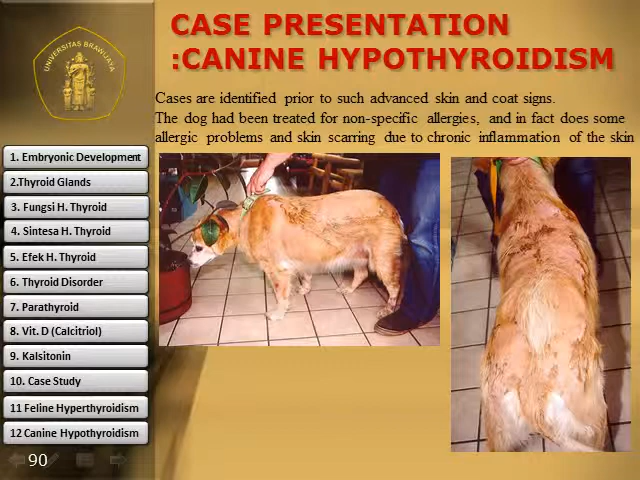 CASE PRESENTATION
:CANINE HYPOTHYROIDISM
UNIVERSITAS BRAWIJAYA
Cases are identified prior to such advanced skin and coat signs.
The dog had been treated for non-specific allergies, and in fact does some
allergic problems and skin scarring due to chronic inflammation of the skin
1. Embryonic Development
2.Thyroid Glands
3. Fungsi H. Thyroid
4. Sintesa H. Thyroid
5. Efek H. Thyroid
6. Thyroid Disorder
7. Parathyroid
8. Vit. D (Calcitriol)
9. Kalsitonin
10. Case Study
11 Feline Hyperthyroidism
12 Canine Hypothyroidism
90